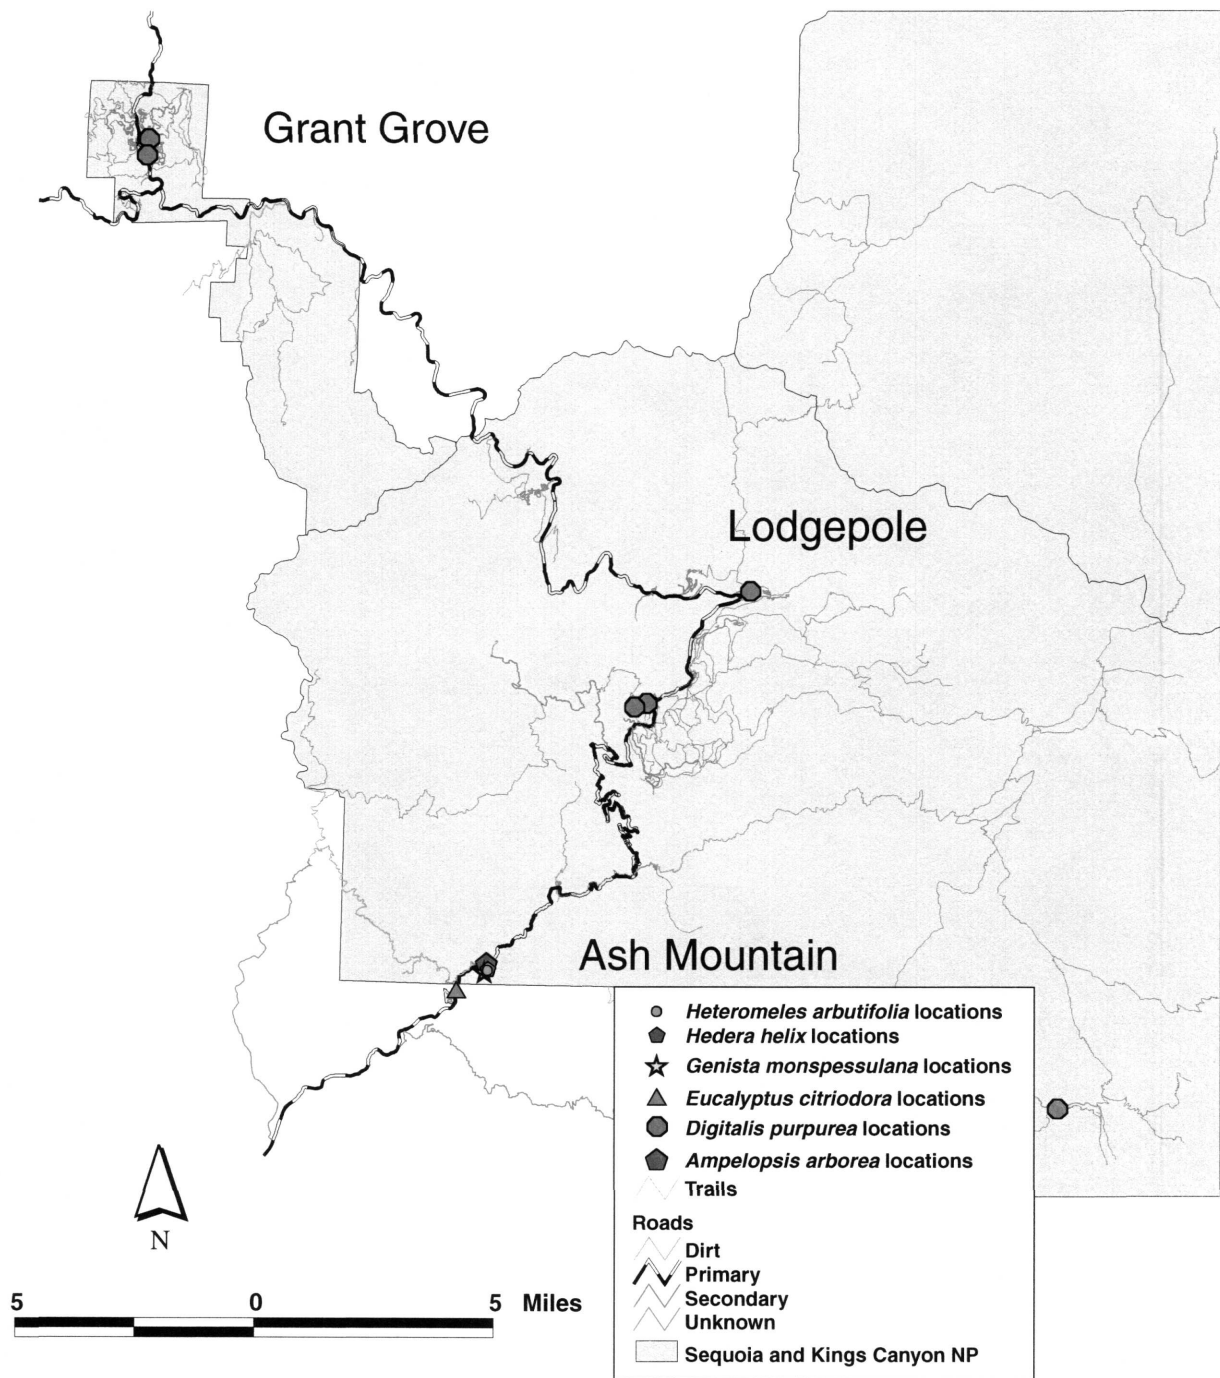 Grant Grove
Lodgepole
Ash Mountain
Heteromeles arbutifolia locations
Hedera helix locations
Genista monspessulana locations
Eucalyptus citriodora locations
Digitalis purpurea locations
Ampelopsis arborea locations
Trails
Roads
Dirt
Primary
Secondary
Unknown
Sequoia and Kings Canyon NP
N
5 0 5 Miles